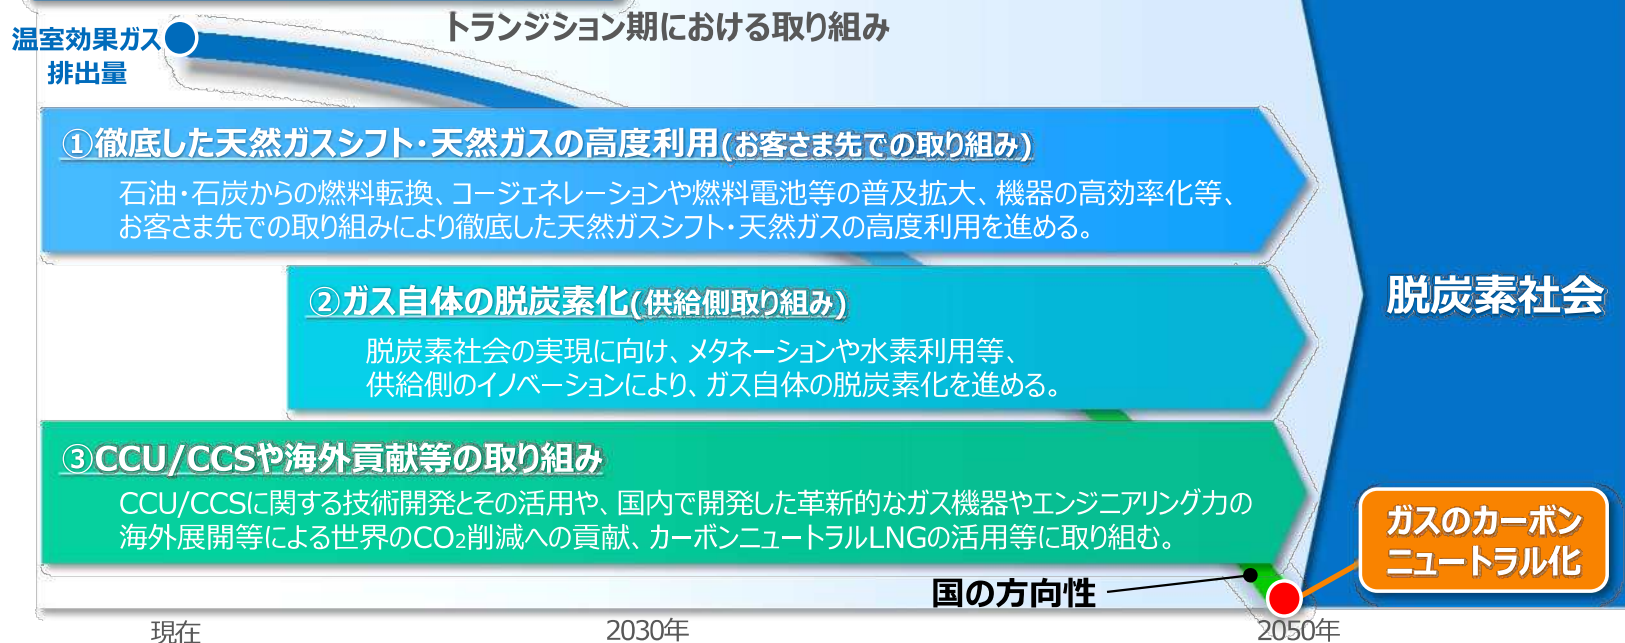 トランジション期における取り組み
温室効果ガス
排出量
①徹底した天然ガスシフト・天然ガスの高度利用(お客さま先での取り組み)
石油・石炭からの燃料転換、コージェネレーションや燃料電池等の普及拡大、機器の高効率化等、
お客さま先での取り組みにより徹底した天然ガスシフト・天然ガスの高度利用を進める。
②ガス自体の脱炭素化(供給側取り組み)
脱炭素社会の実現に向け、メタネーションや水素利用等、
供給側のイノベーションにより、ガス自体の脱炭素化を進める。
脱炭素社会
③CCU/CCSや海外貢献等の取り組み
CCU/CCSに関する技術開発とその活用や、国内で開発した革新的なガス機器やエンジニアリング力の
海外展開等による世界のCO2削減への貢献、カーボンニュートラルLNGの活用等に取り組む。
ガスのカーボン
ニュートラル化
国の方向性
現在
2030年
2050年